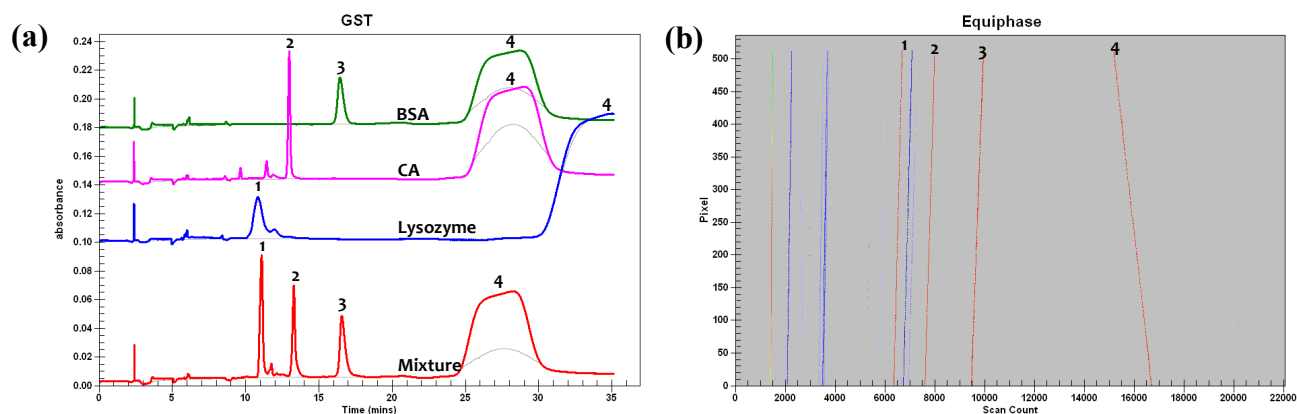 (a)
GST
absorbance
0.24
0.22
0.20
0.18
0.16
0.14
0.12
0.10
0.08
0.06
0.04
0.02
0.00
1
2
3
4
BSA
4
CA
1
4
Lysozyme
1
2
3
4
Mixture
0 5 10 15 20 25 30 35
Time (mins)
(b)
Equiphase
Pixel
500
450
400
350
300
250
200
150
100
50
0
1 2 3 4
0 2000 4000 6000 8000 10000 12000 14000 16000 18000 20000 22000
Scan Count